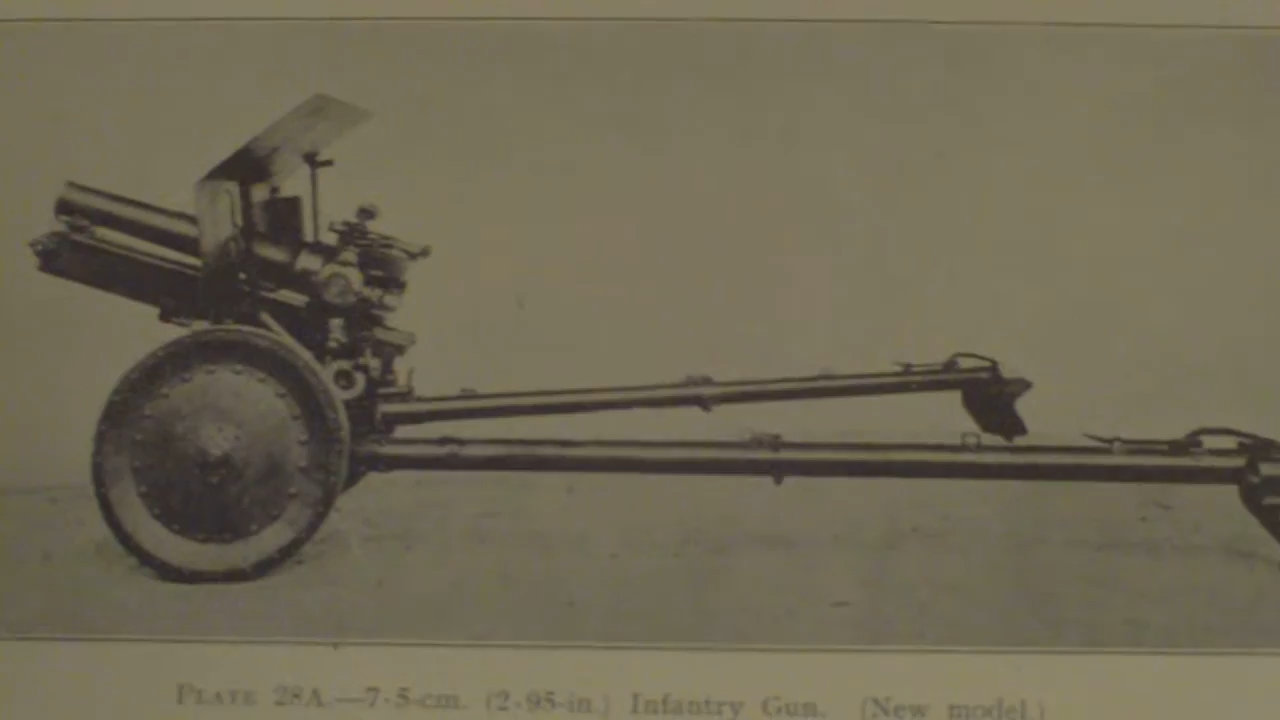 PLATE 28A.—7·5-cm. (2·95-in.) Infantry Gun. (New model.)